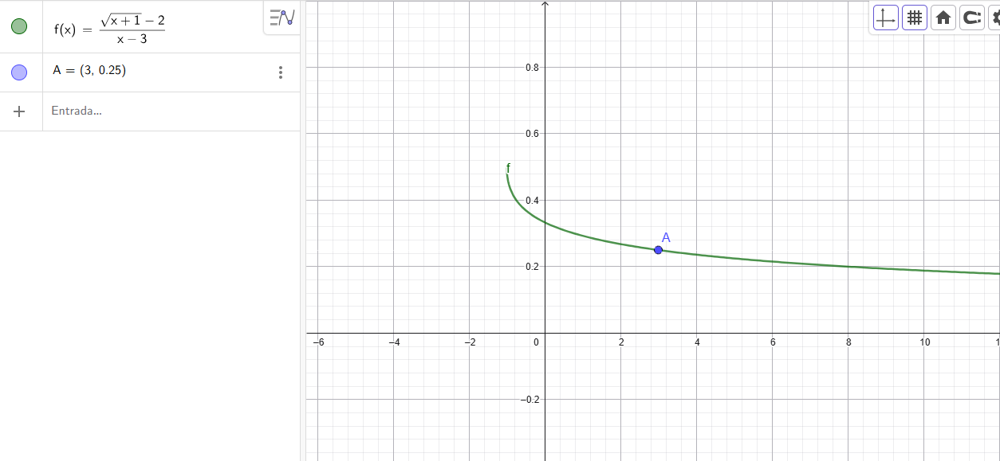 f(x) = (√(x + 1) − 2) / (x − 3)
A = (3, 0.25)
+ Entrada...
0.8
0.6
0.4
0.2
−0.2
−6 −4 −2 0 2 4 6 8 10 1
f
A